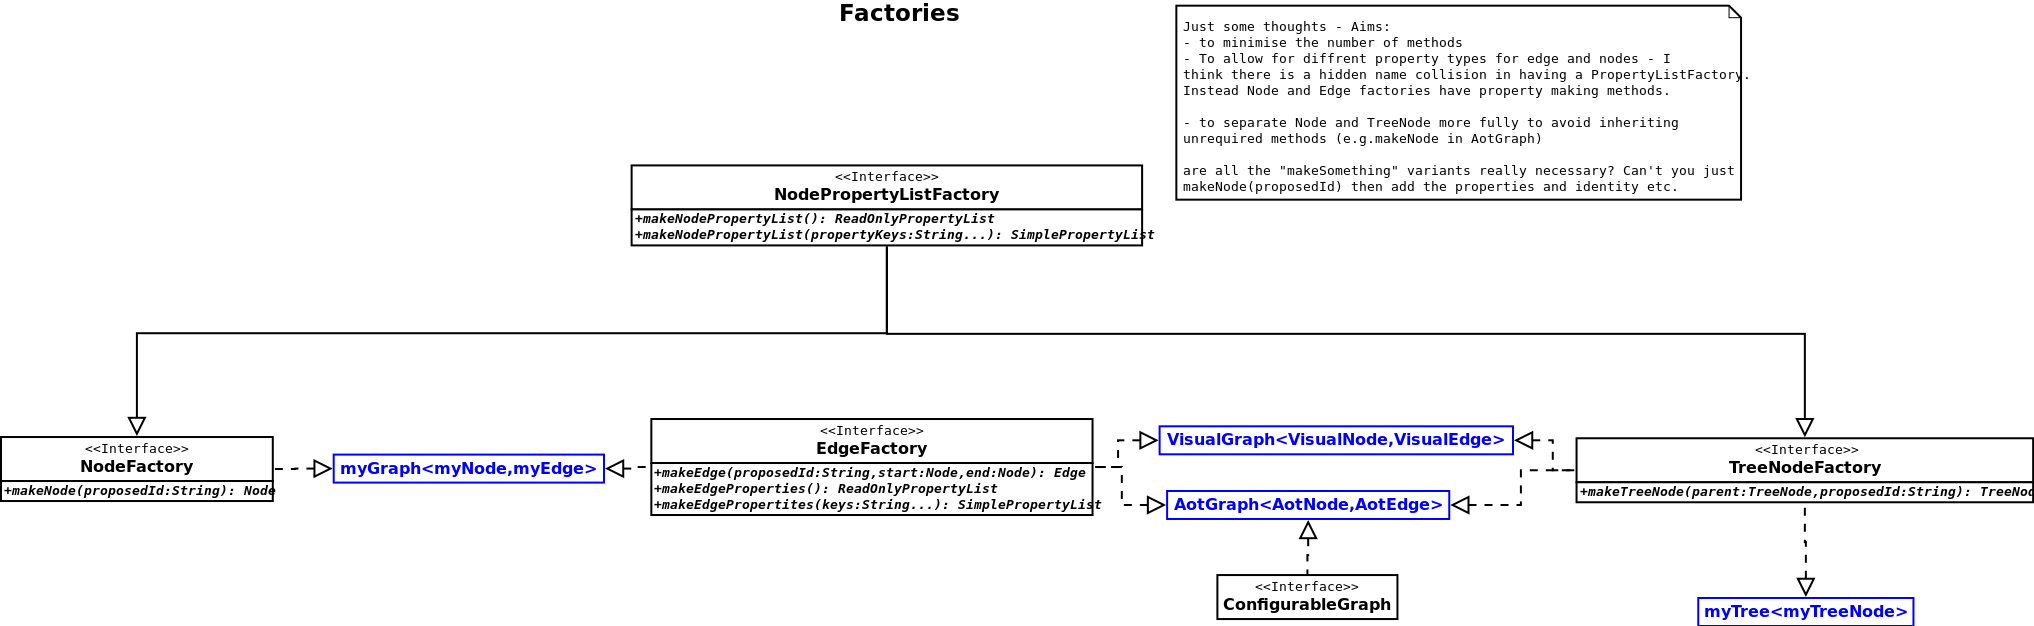 Factories
Just some thoughts - Aims:
- to minimise the number of methods
- To allow for diffrent property types for edge and nodes - I
think there is a hidden name collision in having a PropertyListFactory.
Instead Node and Edge factories have property making methods.
- to separate Node and TreeNode more fully to avoid inheriting
unrequired methods (e.g.makeNode in AotGraph)
are all the "makeSomething" variants really necessary? Can't you just
makeNode(proposedId) then add the properties and identity etc.
<<Interface>>
NodePropertyListFactory
+makeNodePropertyList(): ReadOnlyPropertyList
+makeNodePropertyList(propertyKeys:String...): SimplePropertyList
<<Interface>>
NodeFactory
+makeNode(proposedId:String): Node
myGraph<myNode,myEdge>
<<Interface>>
EdgeFactory
+makeEdge(proposedId:String,start:Node,end:Node): Edge
+makeEdgeProperties(): ReadOnlyPropertyList
+makeEdgePropertites(keys:String...): SimplePropertyList
VisualGraph<VisualNode,VisualEdge>
AotGraph<AotNode,AotEdge>
<<Interface>>
ConfigurableGraph
<<Interface>>
TreeNodeFactory
+makeTreeNode(parent:TreeNode,proposedId:String): TreeNod
myTree<myTreeNode>